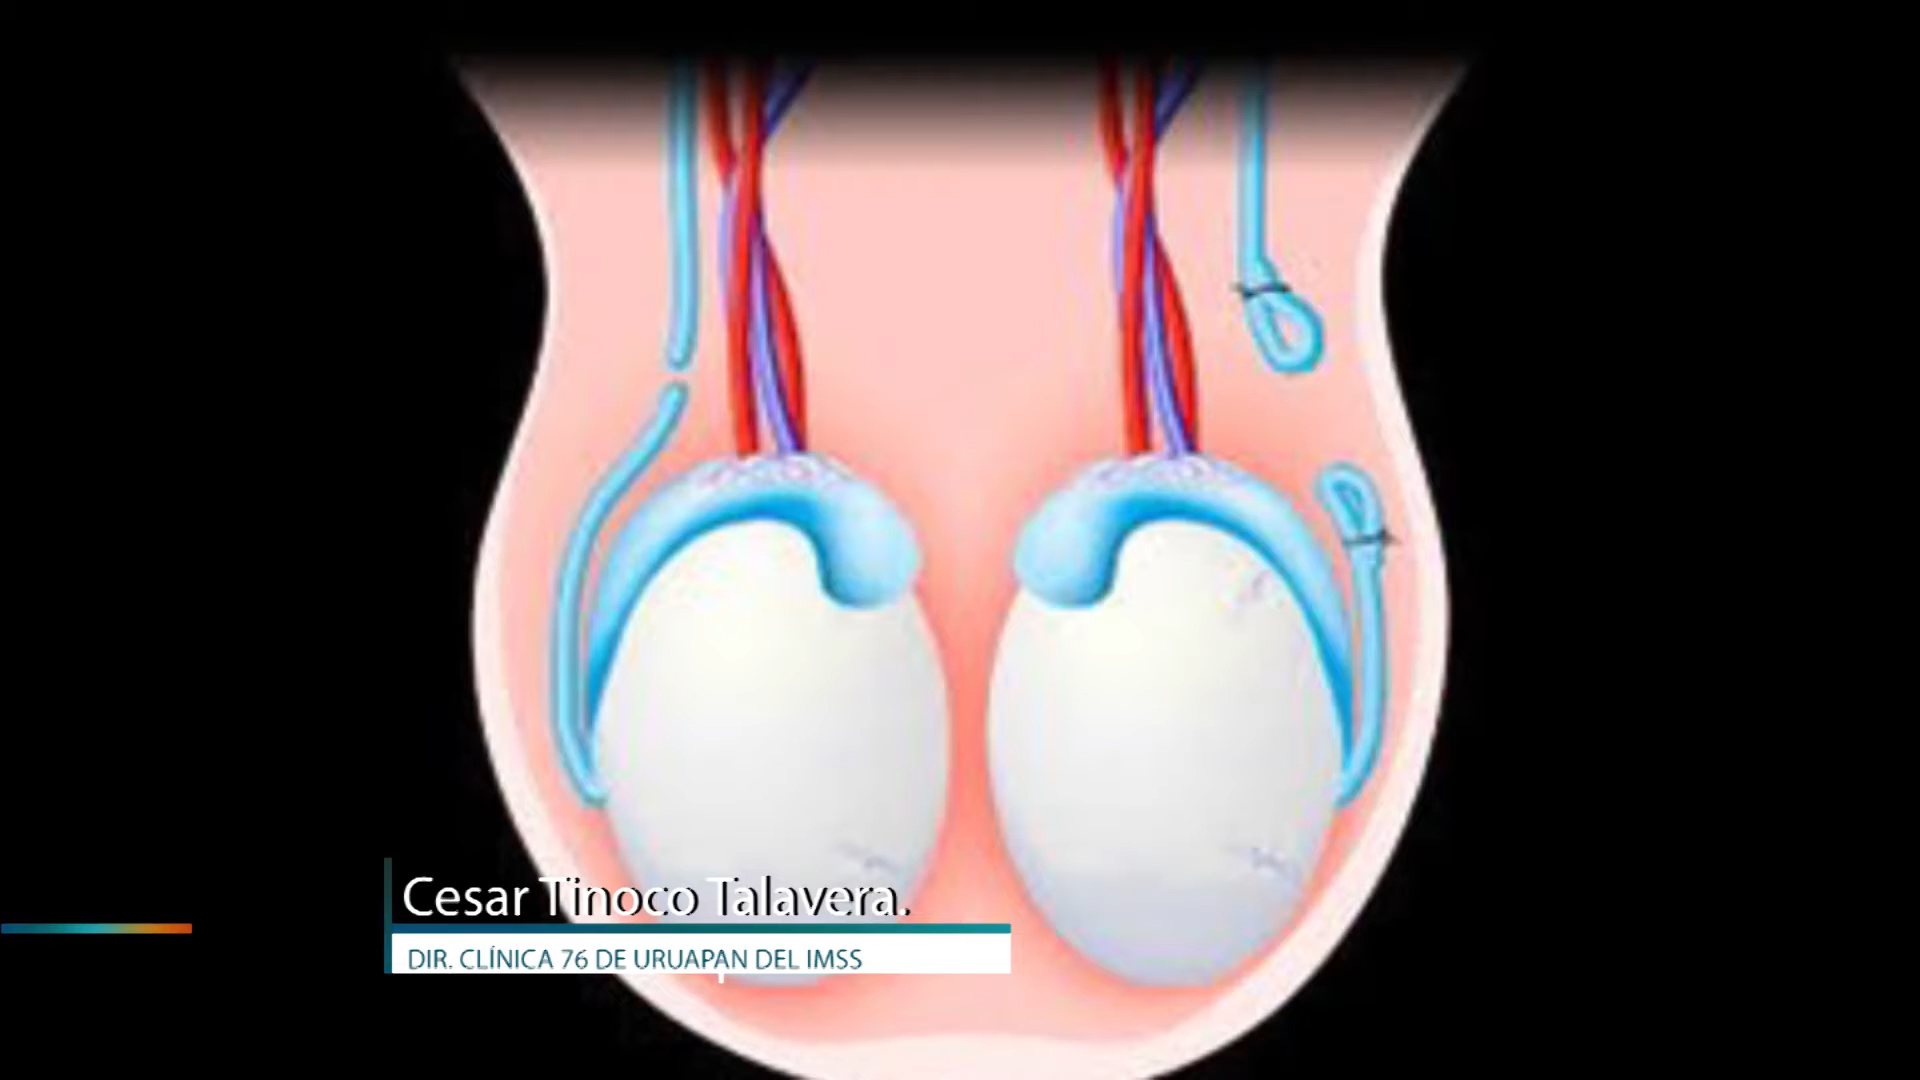 Cesar Tinoco Talavera.
DIR. CLÍNICA 76 DE URUAPAN DEL IMSS